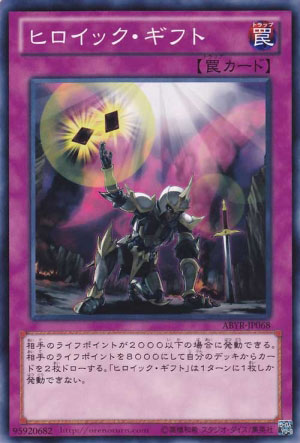 ヒロイック・ギフト
トラップ
罠
【罠カード】
ABYR-JP068
相手のライフポイントが2000以下の場合に発動できる。
相手のライフポイントを8000にして自分のデッキからカード
を2枚ドローする。「ヒロイック・ギフト」は1ターンに1枚しか
発動できない。
95920682